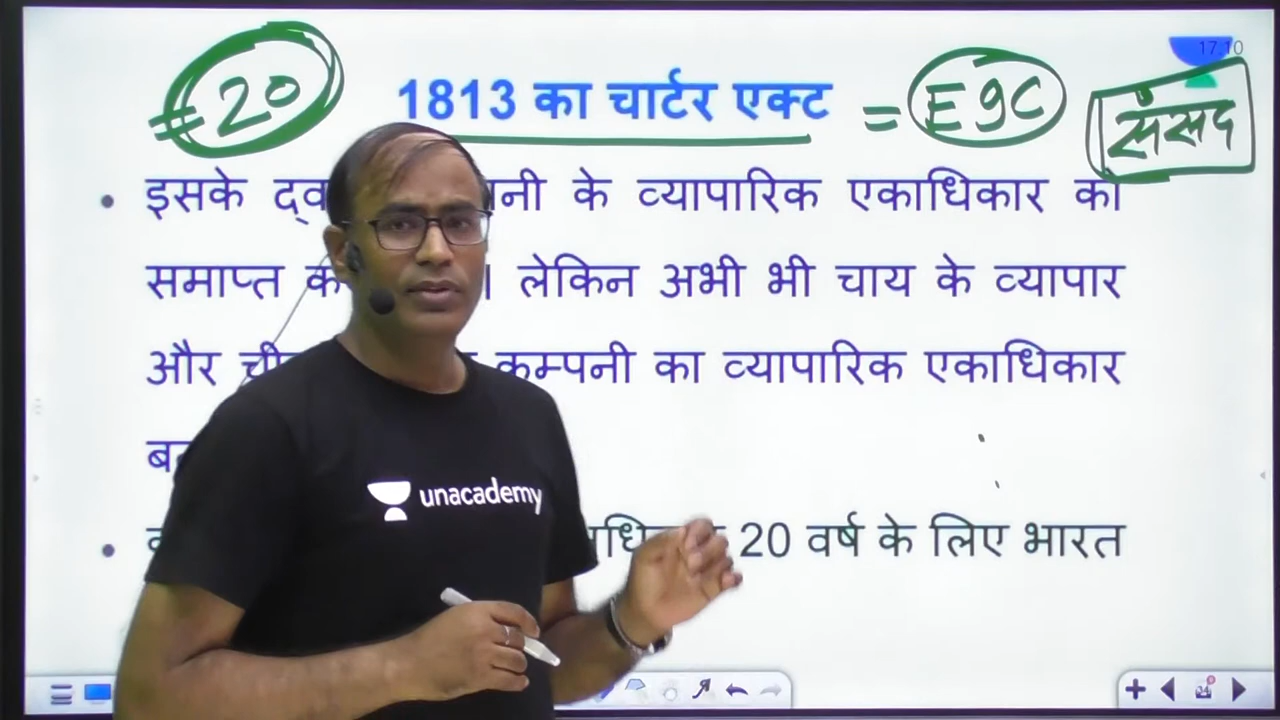 17:10
20
1813 का चार्टर एक्ट = EIC
संसद
इसके के व्यापारिक एकाधिकार को
समाप्त लेकिन अभी भी चाय के व्यापार
और कम्पनी का व्यापारिक एकाधिकार
20 वर्ष के लिए भारत
unacademy